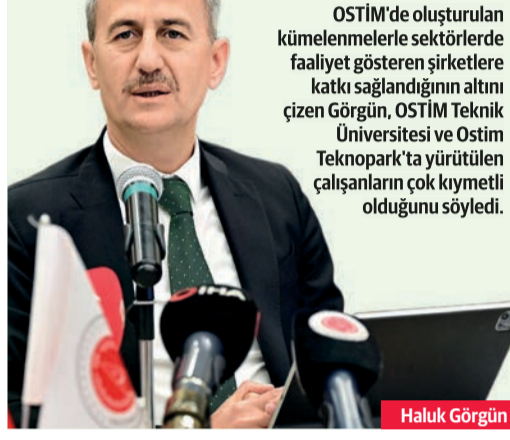 OSTİM'de oluşturulan
kümelenmelerle sektörlerde
faaliyet gösteren şirketlere
katkı sağlandığının altını
çizen Görgün, OSTİM Teknik
Üniversitesi ve Ostim
Teknopark'ta yürütülen
çalışanların çok kıymetli
olduğunu söyledi.
İHA
Haluk Görgün